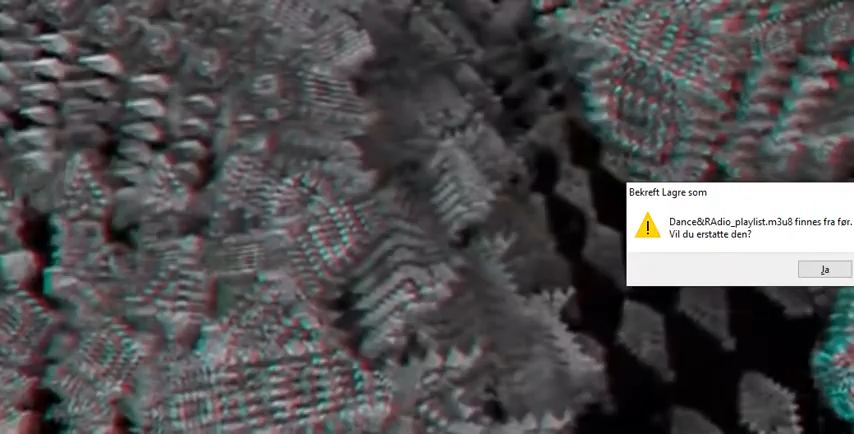 Bekreft Lagre som
Dance&RAdio_playlist.m3u8 finnes fra før.
Vil du erstatte den?
Ja